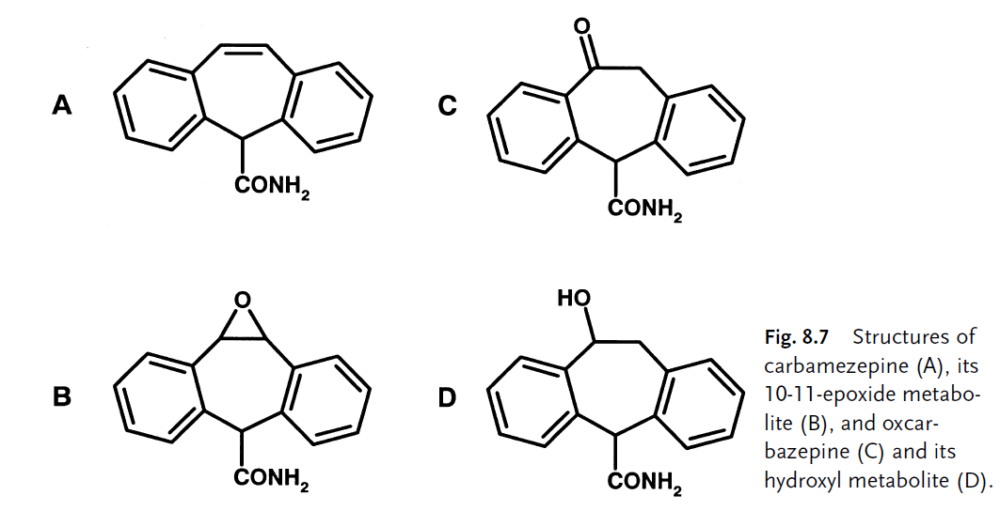 A
CONH2
C
O
CONH2
B
O
CONH2
D
HO
CONH2
Fig. 8.7 Structures of
carbamezepine (A), its
10-11-epoxide metabo-
lite (B), and oxcar-
bazepine (C) and its
hydroxyl metabolite (D).